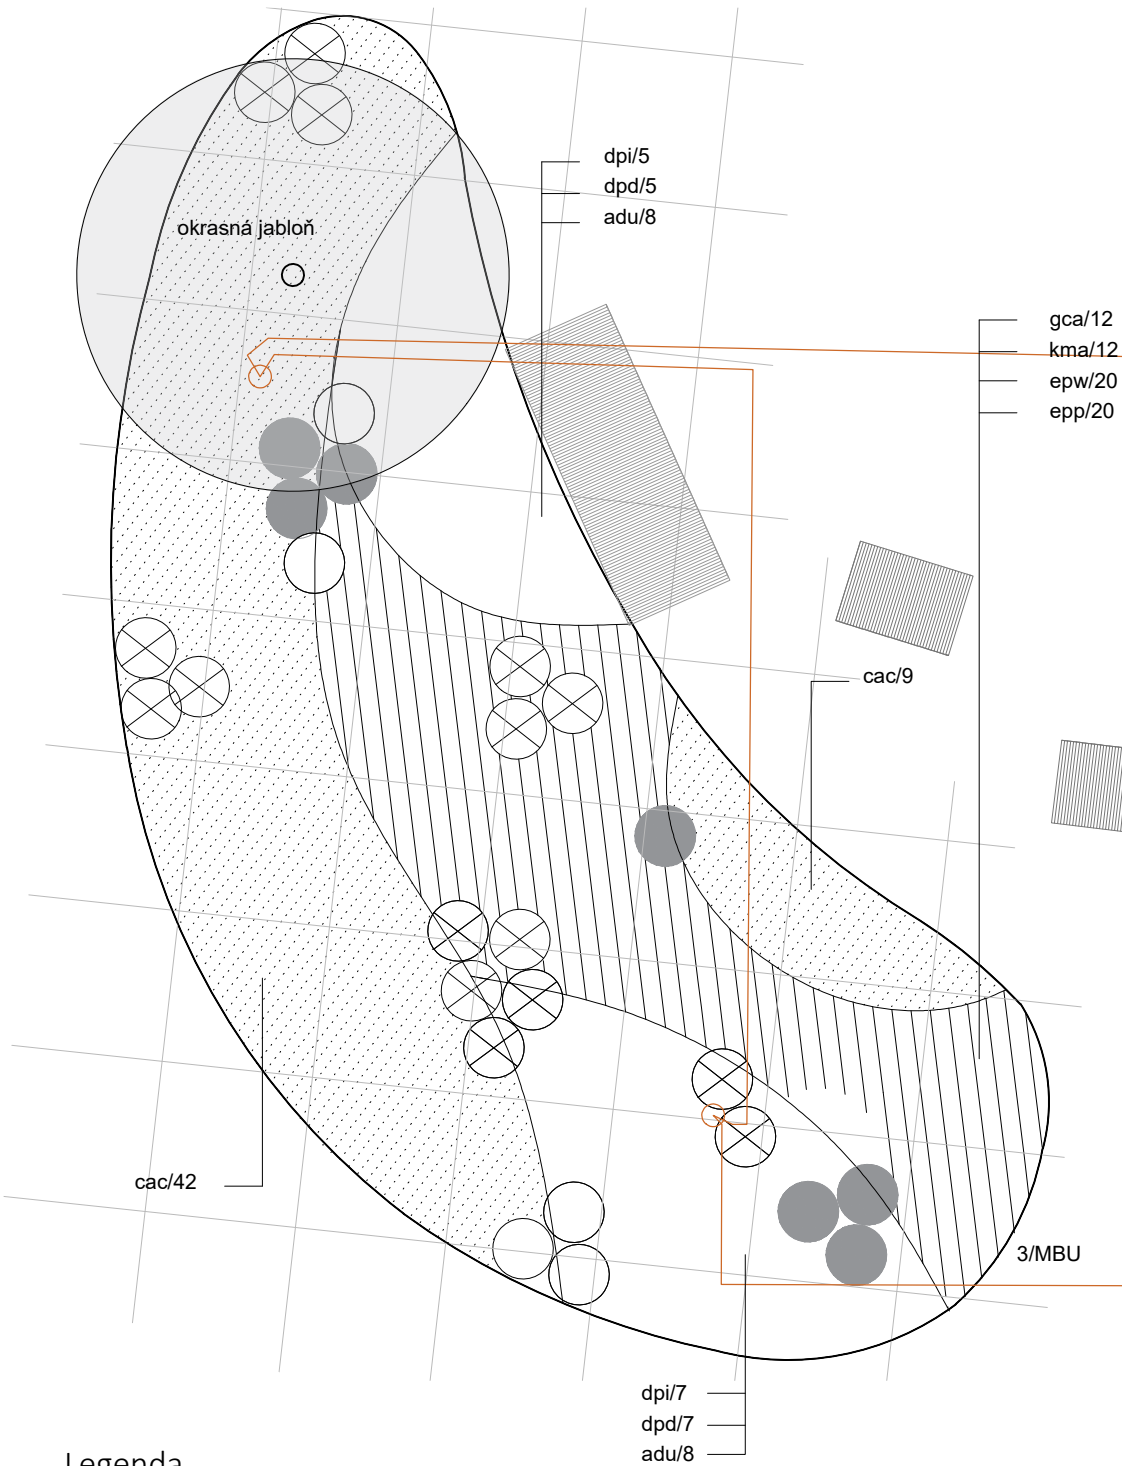 dpi/5
dpd/5
adu/8
okrasná jabloň
gca/12
kma/12
epw/20
epp/20
cac/9
cac/42
3/MBU
dpi/7
dpd/7
adu/8
Legenda